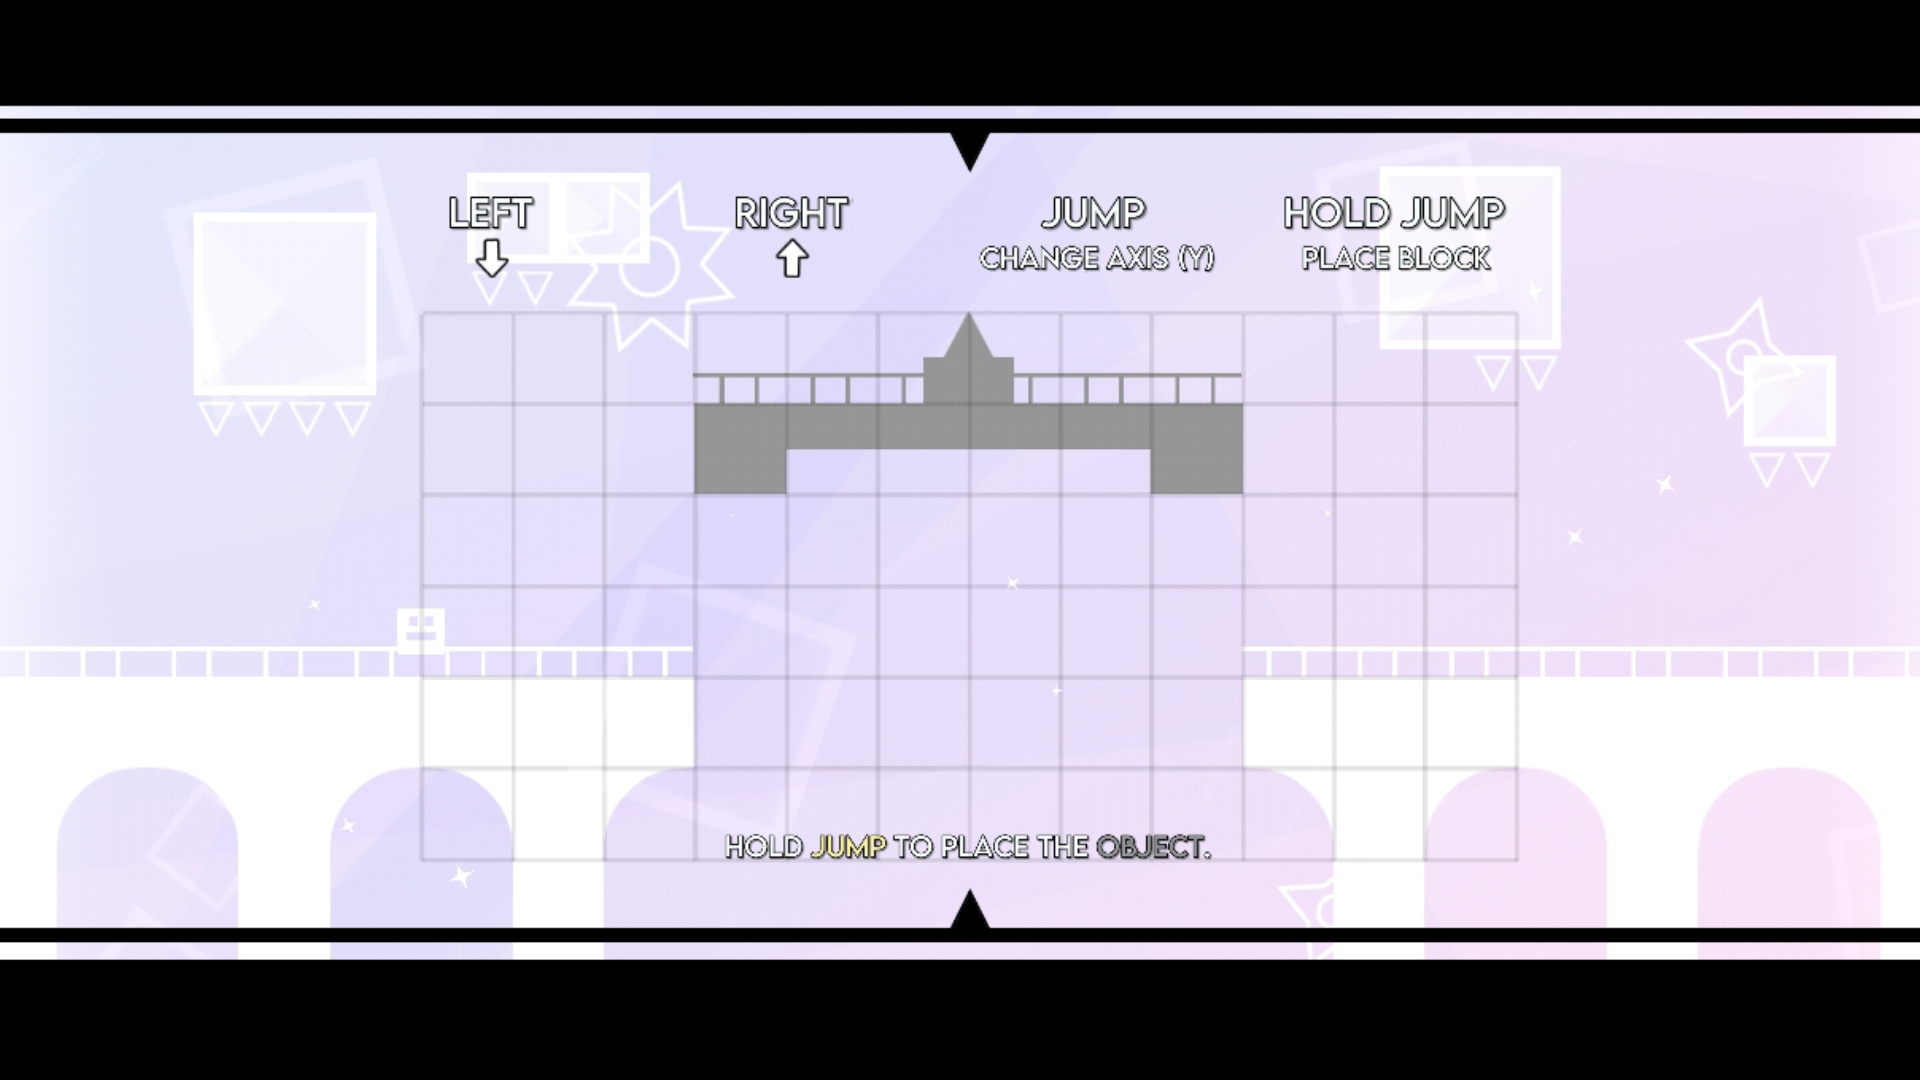 LEFT
RIGHT
JUMP
CHANGE AXIS (Y)
HOLD JUMP
PLACE BLOCK
HOLD JUMP TO PLACE THE OBJECT.